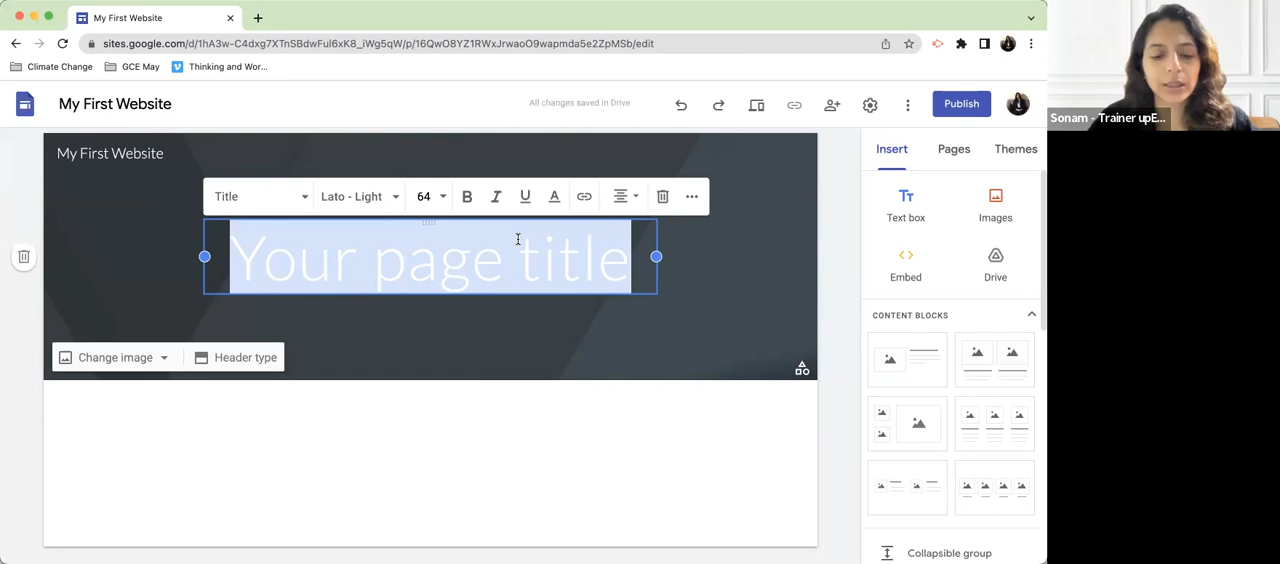 My First Website
sites.google.com/d/1hA3w-C4dxg7XTnSBdwFul6xK8_iWg5qW/p/16QwO8YZ1RWxJrwaoO9wapmda5e2ZpMSb/edit
Climate Change
GCE May
Thinking and Wor...
My First Website
All changes saved in Drive
Publish
Sonam - Trainer upE...
My First Website
Title
Lato - Light
64
B
I
U
A
Your page title
Change image
Header type
Insert
Pages
Themes
Text box
Images
Embed
Drive
CONTENT BLOCKS
Collapsible group